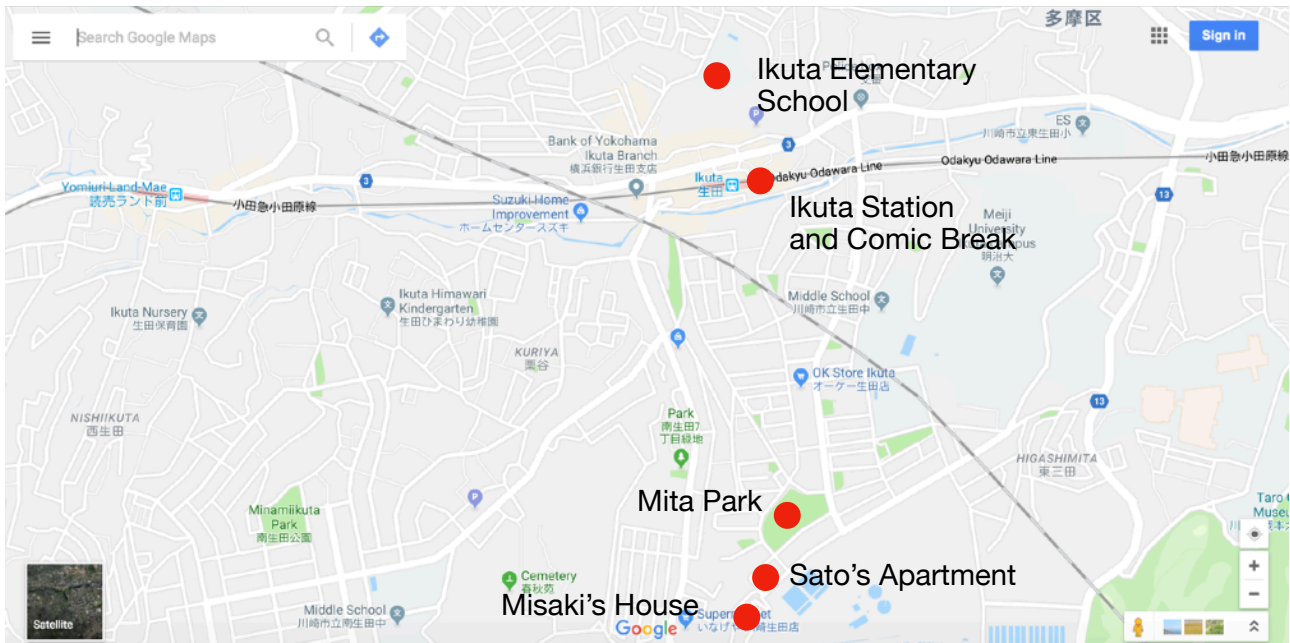 Search Google Maps
多摩区
Sign in
Ikuta Elementary
School
Bank of Yokohama
Ikuta Branch
横浜銀行生田支店
3
ES
川崎市立東生田小
Yomiuri-Land-Mae
読売ランド前
3
小田急小田原線
Ikuta
生田
Odakyu Odawara Line
Odakyu Odawara Line
小田急小田原線
13
Suzuki Home
Improvement
ホームセンタースズキ
Ikuta Station
and Comic Break
Meiji
University
明治大
Ikuta Nursery
生田保育園
Ikuta Himawari
Kindergarten
生田ひまわり幼稚園
Middle School
川崎市立生田中
KURIYA
栗谷
OK Store Ikuta
オーケー生田店
13
NISHIIKUTA
西生田
Park
南生田7
丁目緑地
HIGASHIMITA
東三田
Minamiikuta
Park
南生田公園
P
Mita Park
Taro
Cemetery
春秋苑
Sato's Apartment
Misaki's House
Middle School
川崎市立南生田中
Google
Satellite